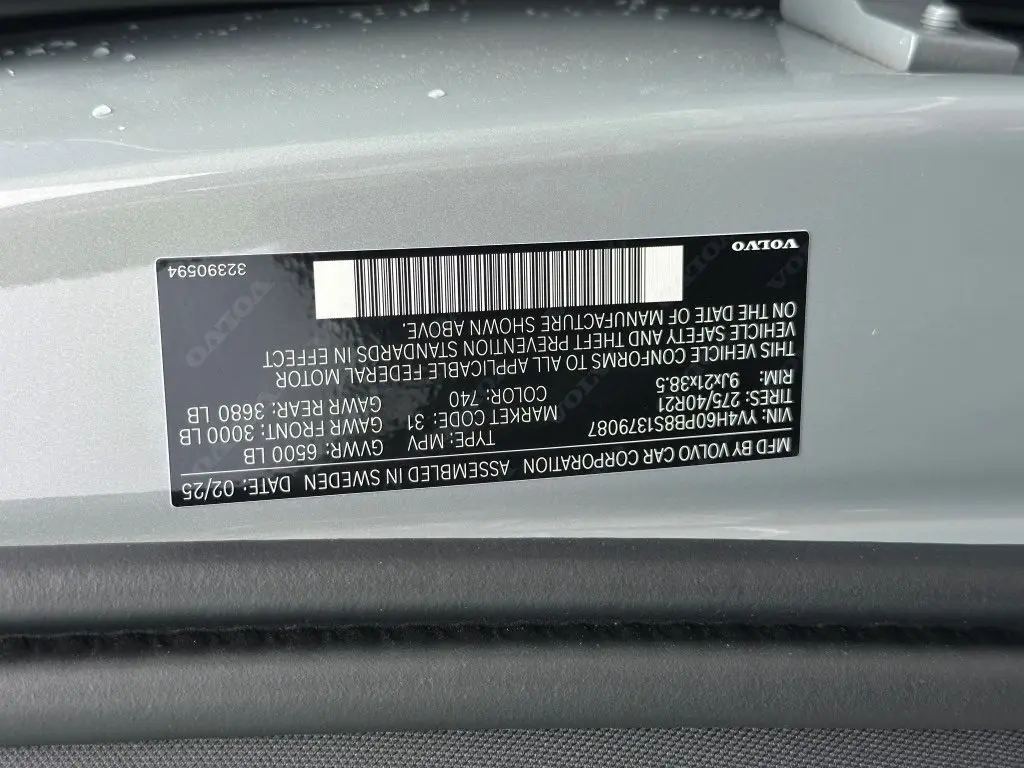 MFD BY VOLVO CAR CORPORATION ASSEMBLED IN SWEDEN DATE: 02/25
VIN: YV4H60PB8S1379087 TYPE: MPV GVWR: 6500 LB
TIRES: 275/40R21 MARKET CODE: 31 GAWR FRONT: 3000 LB
RIM: 9Jx21x38.5 COLOR: 740 GAWR REAR: 3680 LB
THIS VEHICLE CONFORMS TO ALL APPLICABLE FEDERAL MOTOR
VEHICLE SAFETY AND THEFT PREVENTION STANDARDS IN EFFECT
ON THE DATE OF MANUFACTURE SHOWN ABOVE.
VOLVO 32390594